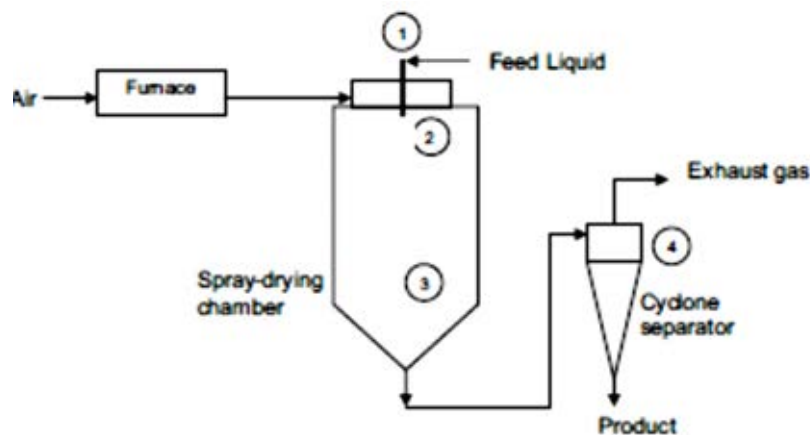 1
Feed Liquid
Air
Furnace
2
Exhaust gas
4
Spray-drying
chamber
3
Cyclone
separator
Product